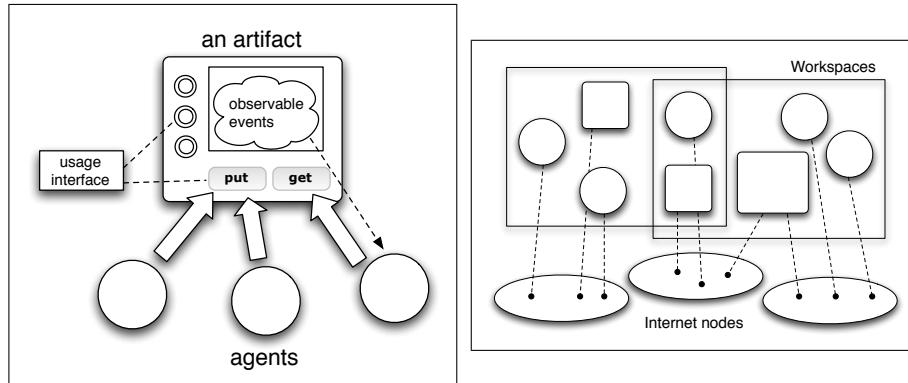 an artifact
observable
events
usage
interface
put
get
agents
Workspaces
Internet nodes